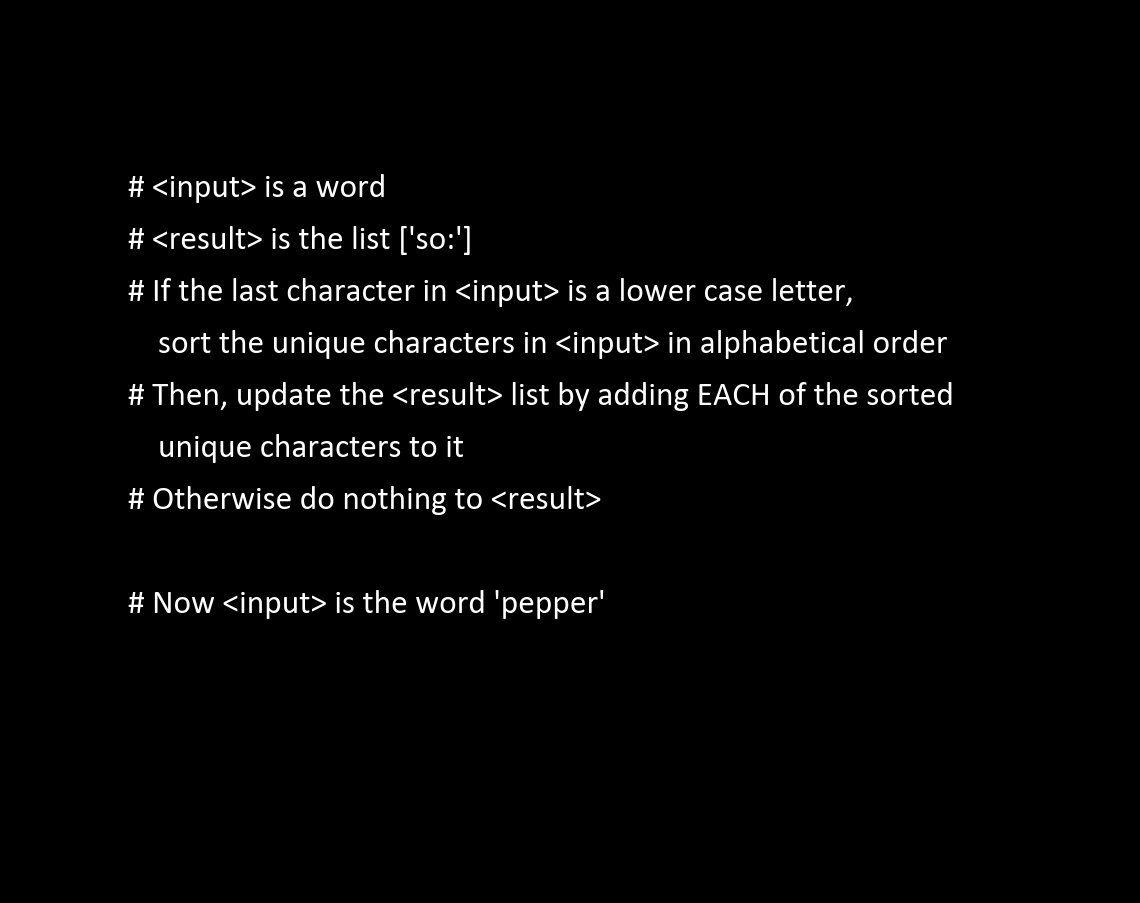 # <input> is a word
# <result> is the list ['so:']
# If the last character in <input> is a lower case letter,
sort the unique characters in <input> in alphabetical order
# Then, update the <result> list by adding EACH of the sorted
unique characters to it
# Otherwise do nothing to <result>
# Now <input> is the word 'pepper'